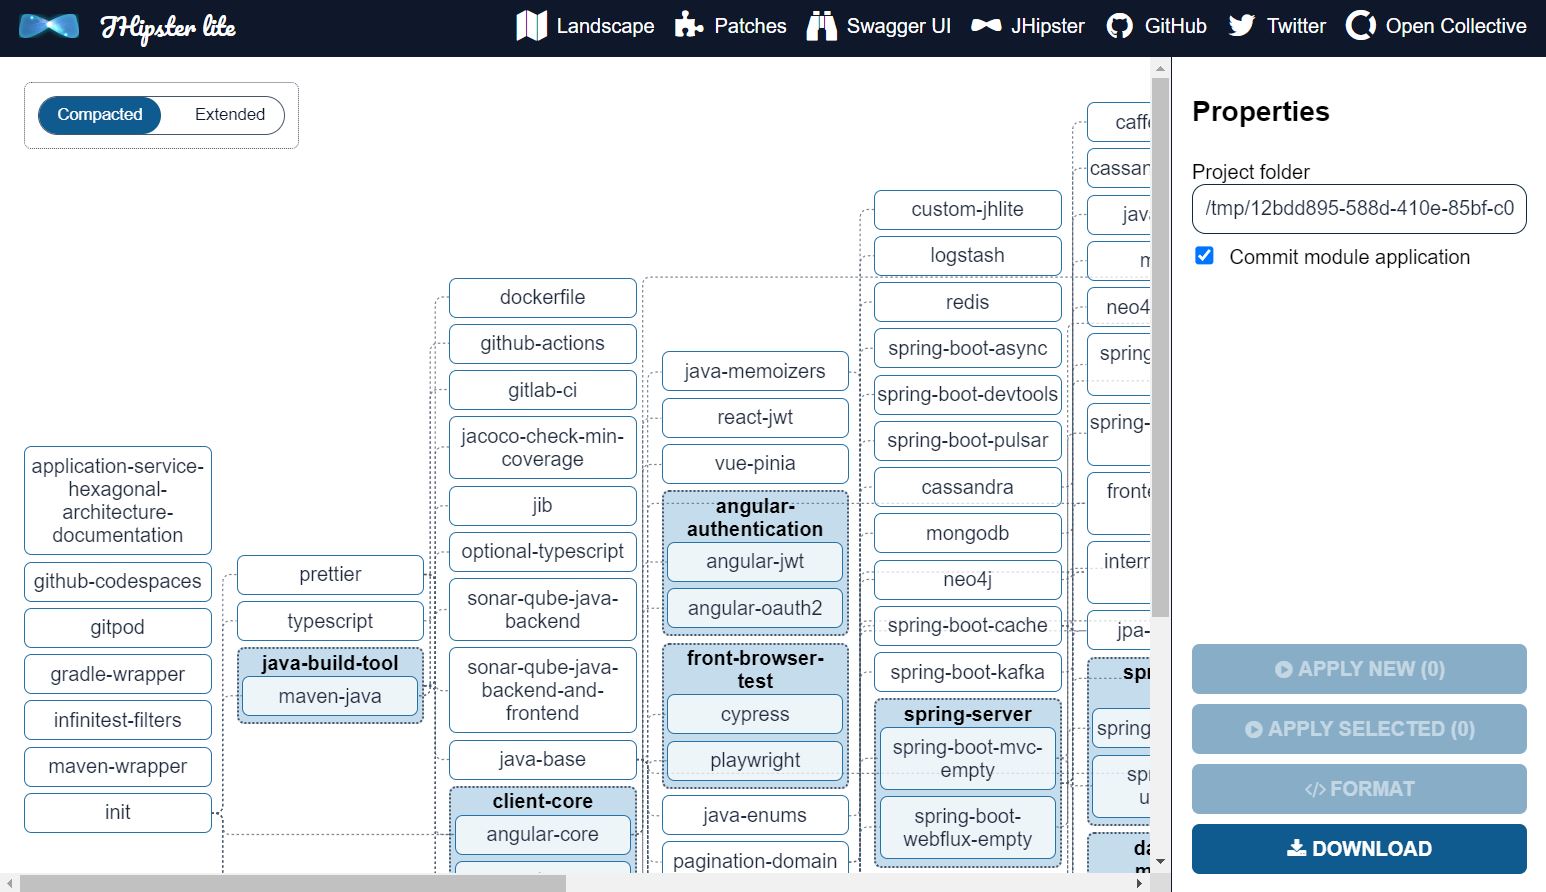 JHipster lite
Landscape
Patches
Swagger UI
JHipster
GitHub
Twitter
Open Collective
Compacted
Extended
application-service-
hexagonal-
architecture-
documentation
github-codespaces
gitpod
gradle-wrapper
infinitest-filters
maven-wrapper
init
prettier
typescript
java-build-tool
maven-java
dockerfile
github-actions
gitlab-ci
jacoco-check-min-
coverage
jib
optional-typescript
sonar-qube-java-
backend
sonar-qube-java-
backend-and-
frontend
java-base
client-core
angular-core
java-memoizers
react-jwt
vue-pinia
angular-
authentication
angular-jwt
angular-oauth2
front-browser-
test
cypress
playwright
java-enums
pagination-domain
custom-jhlite
logstash
redis
spring-boot-async
spring-boot-devtools
spring-boot-pulsar
cassandra
mongodb
neo4j
spring-boot-cache
spring-boot-kafka
spring-server
spring-boot-mvc-
empty
spring-boot-
webflux-empty
caffe
cassan
jav
neo4
spring
spring-
fronte
intern
jpa-
spr
spring
spr
u
da
m
Properties
Project folder
/tmp/12bdd895-588d-410e-85bf-c0
Commit module application
APPLY NEW (0)
APPLY SELECTED (0)
</> FORMAT
DOWNLOAD